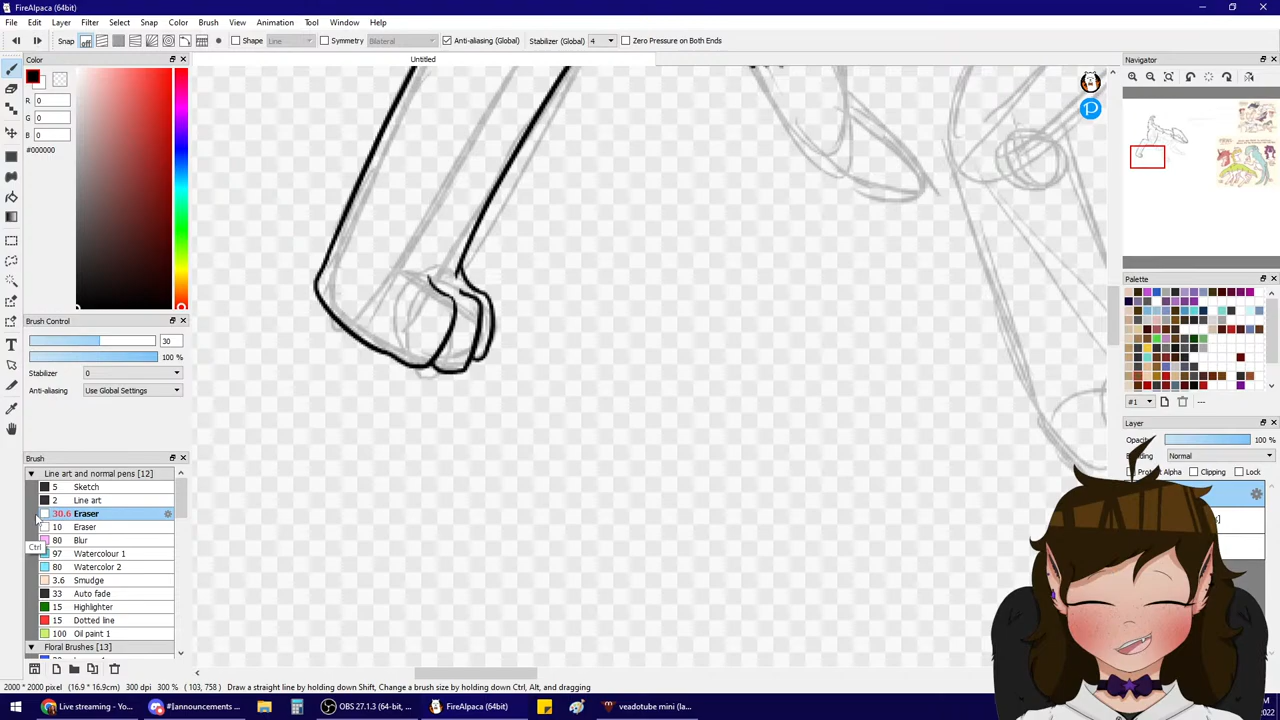 FireAlpaca (64bit)
File Edit Layer Filter Select Snap Color Brush Animation Tool Window Help
Snap off Shape Line Symmetry Bilateral Anti-aliasing (Global) Stabilizer (Global) 4 Zero Pressure on Both Ends
Color
Untitled
Navigator
R 0
G 0
B 0
#000000
Palette
Brush Control
30
100 %
Stabilizer 0
Anti-aliasing Use Global Settings
#1 ---
Layer
Opacity 100 %
Blending Normal
Protect Alpha Clipping Lock
Brush
Line art and normal pens [12]
5 Sketch
2 Line art
30.6 Eraser
10 Eraser
Ctrl
80 Blur
97 Watercolour 1
80 Watercolor 2
3.6 Smudge
33 Auto fade
15 Highlighter
15 Dotted line
100 Oil paint 1
Floral Brushes [13]
2000 * 2000 pixel (16.9 * 16.9cm) 300 dpi 300 % ( 103, 758 ) Draw a straight line by holding down Shift, Change a brush size by holding down Ctrl, Alt, and dragging
Live streaming - Yo... #[announcements OBS 27.1.3 (64-bit, ... FireAlpaca (64bit) veadotube mini (la...